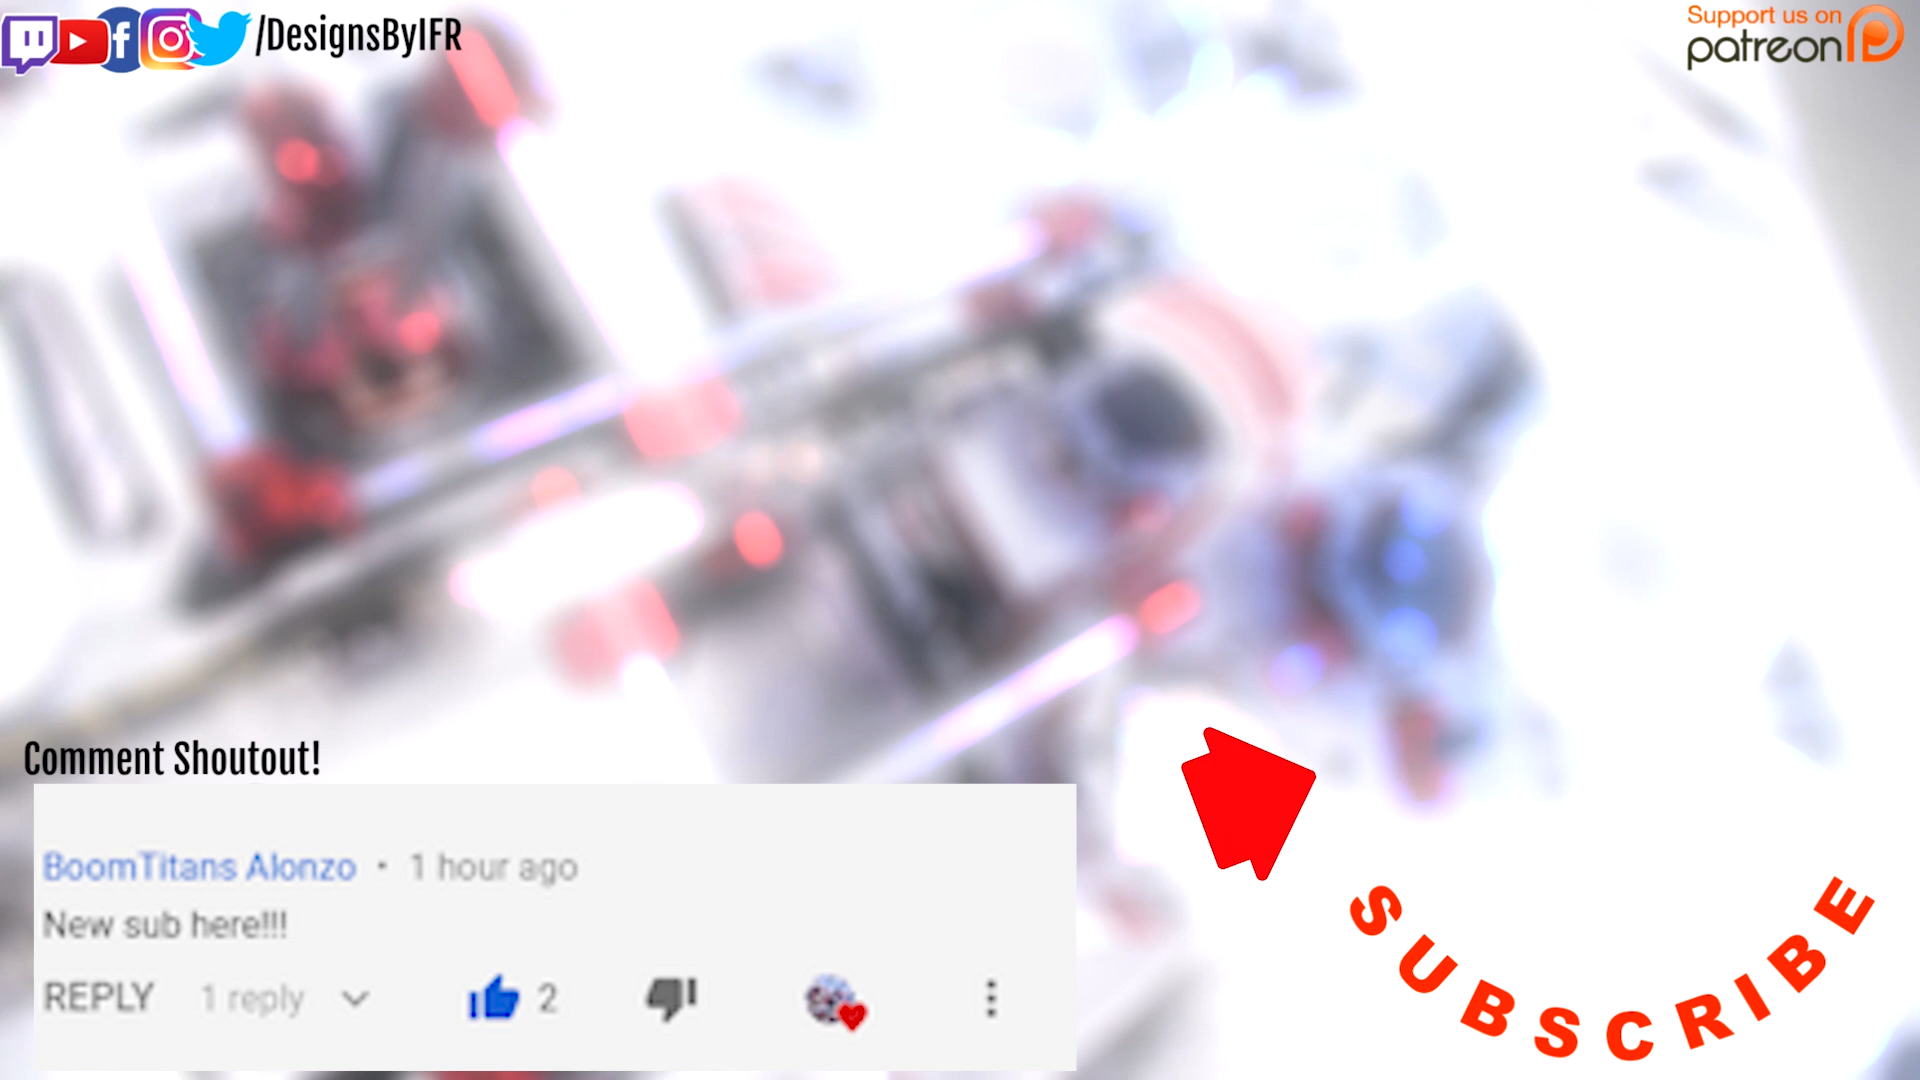 /DesignsByIFR
Support us on
patreon
Comment Shoutout!
BoomTitans Alonzo • 1 hour ago
New sub here!!!
REPLY 1 reply 2
SUBSCRIBE